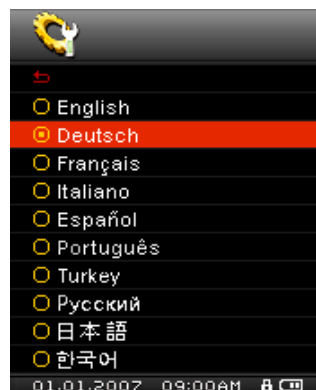 English
Deutsch
Français
Italiano
Español
Português
Turkey
Русский
日本語
한국어
01.01.2007 09:00AM